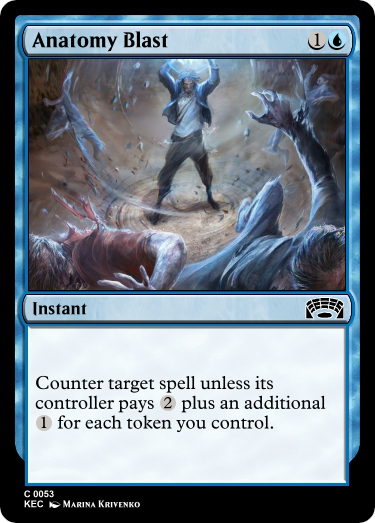 Anatomy Blast 1
Instant
Counter target spell unless its
controller pays 2 plus an additional
1 for each token you control.
C 0053
KEC Marina Krivenko